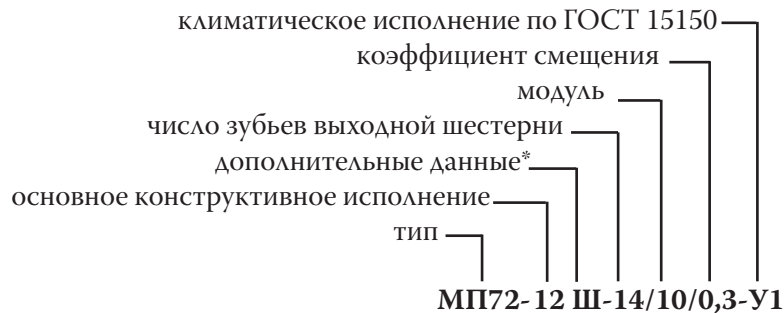 климатическое исполнение по ГОСТ 15150
коэффициент смещения
модуль
число зубьев выходной шестерни
дополнительные данные*
основное конструктивное исполнение
тип
МП72-12 Ш-14/10/0,3-У1